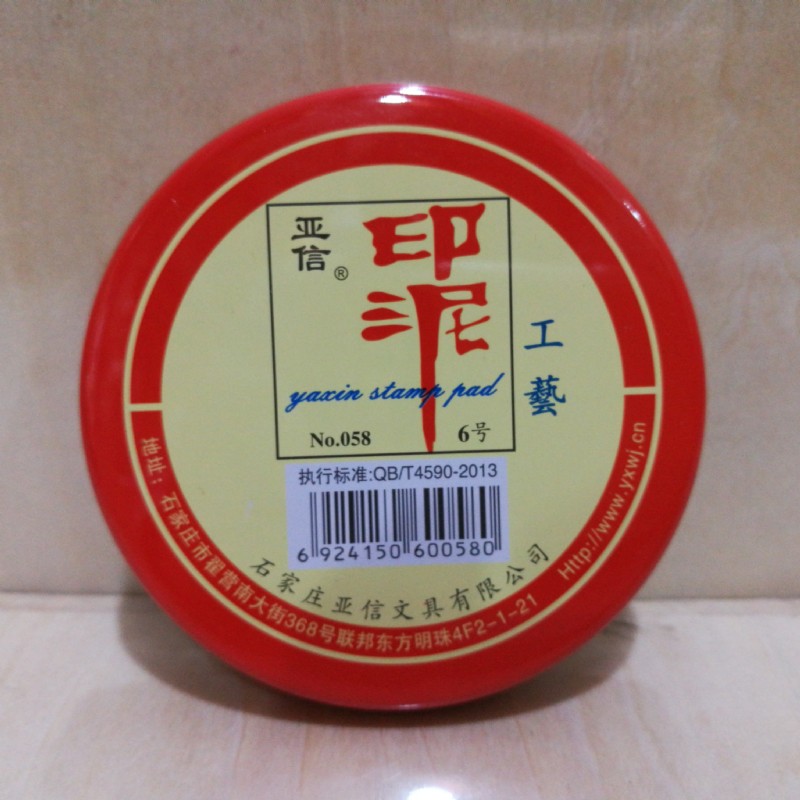 亚信®
印泥
工藝
yaxin stamp pad
No.058 6号
执行标准:QB/T4590-2013
6 924150 600580
石家庄亚信文具有限公司
地址：石家庄市翟营南大街368号联邦东方明珠4F2-1-21
Http://www.yxwj.cn